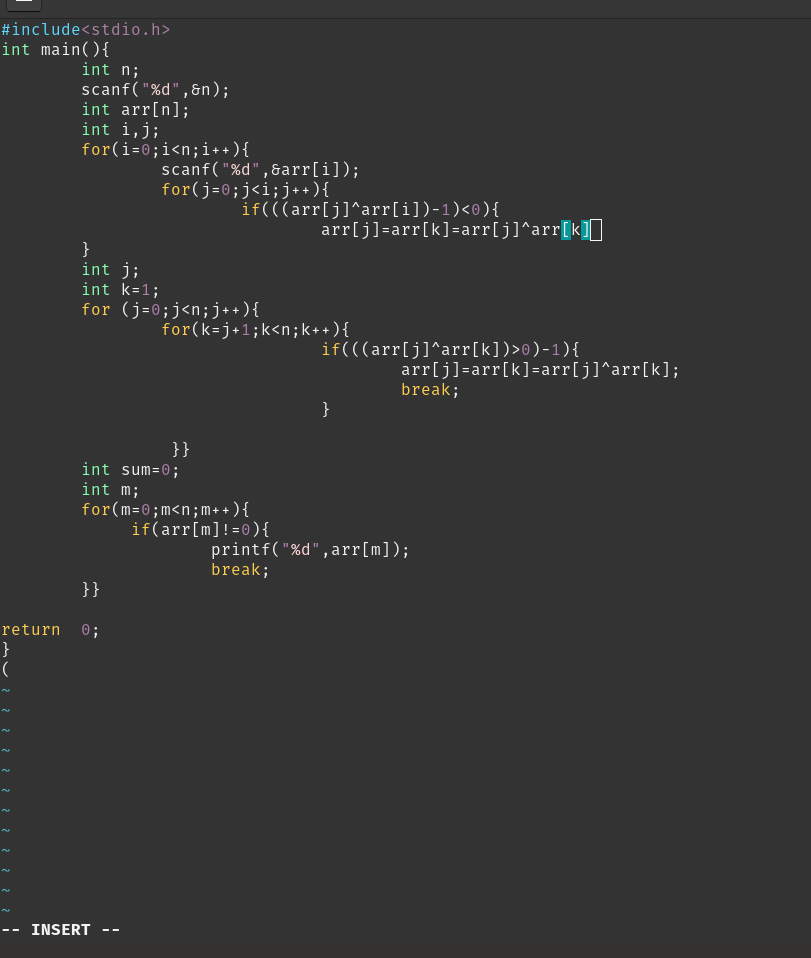 #include<stdio.h>
int main(){
        int n;
        scanf("%d",&n);
        int arr[n];
        int i,j;
        for(i=0;i<n;i++){
                scanf("%d",&arr[i]);
                for(j=0;j<i;j++){
                        if(((arr[j]^arr[i])-1)<0){
                                arr[j]=arr[k]=arr[j]^arr[k]
        }
        int j;
        int k=1;
        for (j=0;j<n;j++){
                for(k=j+1;k<n;k++){
                                if(((arr[j]^arr[k])>0)-1){
                                        arr[j]=arr[k]=arr[j]^arr[k];
                                        break;
                                }

                 }}
        int sum=0;
        int m;
        for(m=0;m<n;m++){
             if(arr[m]!=0){
                     printf("%d",arr[m]);
                     break;
        }}

return  0;
}
(
~
~
~
~
~
~
~
~
~
~
~
~
-- INSERT --